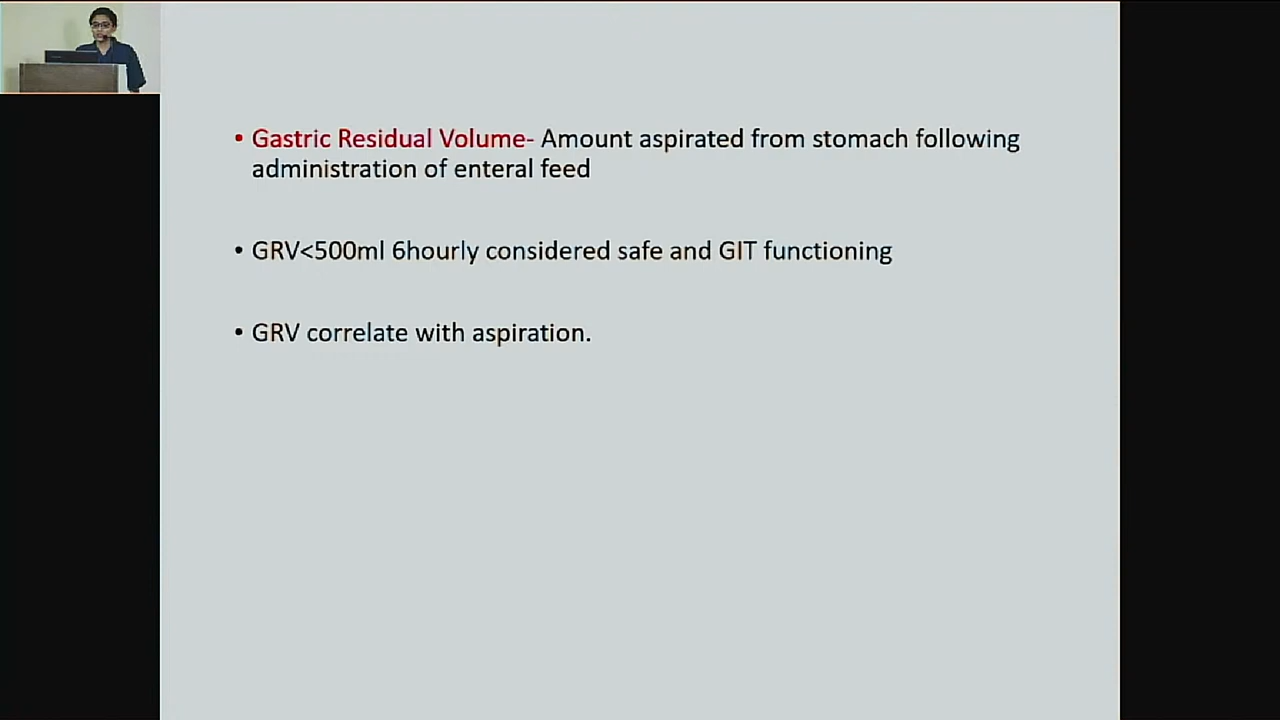 • Gastric Residual Volume- Amount aspirated from stomach following
administration of enteral feed
• GRV<500ml 6hourly considered safe and GIT functioning
• GRV correlate with aspiration.